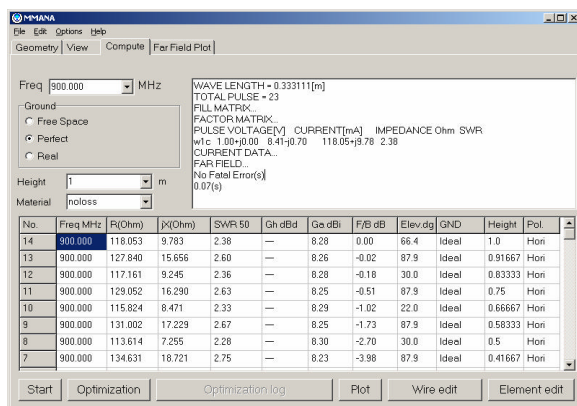 MMANA
File Edit Options Help
Geometry View Compute Far Field Plot
Freq 900.000 MHz
Ground
Free Space
Perfect
Real
Height 1 m
Material noloss
WAVE LENGTH = 0.333111[m]
TOTAL PULSE = 23
FILL MATRIX...
FACTOR MATRIX...
PULSE VOLTAGE[V] CURRENT[mA] IMPEDANCE Ohm SWR
w1c 1.00+j0.00 8.41-j0.70 118.05+j9.78 2.38
CURRENT DATA...
FAR FIELD...
No Fatal Error(s)
0.07(s)
No. Freq MHz R(Ohm) jX(Ohm) SWR 50 Gh dBd Ga dBi F/B dB Elev.dg GND Height Pol.
14 900.000 118.053 9.783 2.38 — 8.28 0.00 66.4 Ideal 1.0 Hori
13 900.000 127.840 15.656 2.60 — 8.26 -0.02 87.9 Ideal 0.91667 Hori
12 900.000 117.161 9.245 2.36 — 8.28 -0.18 30.0 Ideal 0.83333 Hori
11 900.000 129.052 16.290 2.63 — 8.25 -0.51 87.9 Ideal 0.75 Hori
10 900.000 115.824 8.471 2.33 — 8.29 -1.02 22.0 Ideal 0.66667 Hori
9 900.000 131.002 17.229 2.67 — 8.25 -1.73 87.9 Ideal 0.58333 Hori
8 900.000 113.614 7.255 2.28 — 8.30 -2.70 30.0 Ideal 0.5 Hori
7 900.000 134.631 18.721 2.75 — 8.23 -3.98 87.9 Ideal 0.41667 Hori
Start Optimization Optimization log Plot Wire edit Element edit